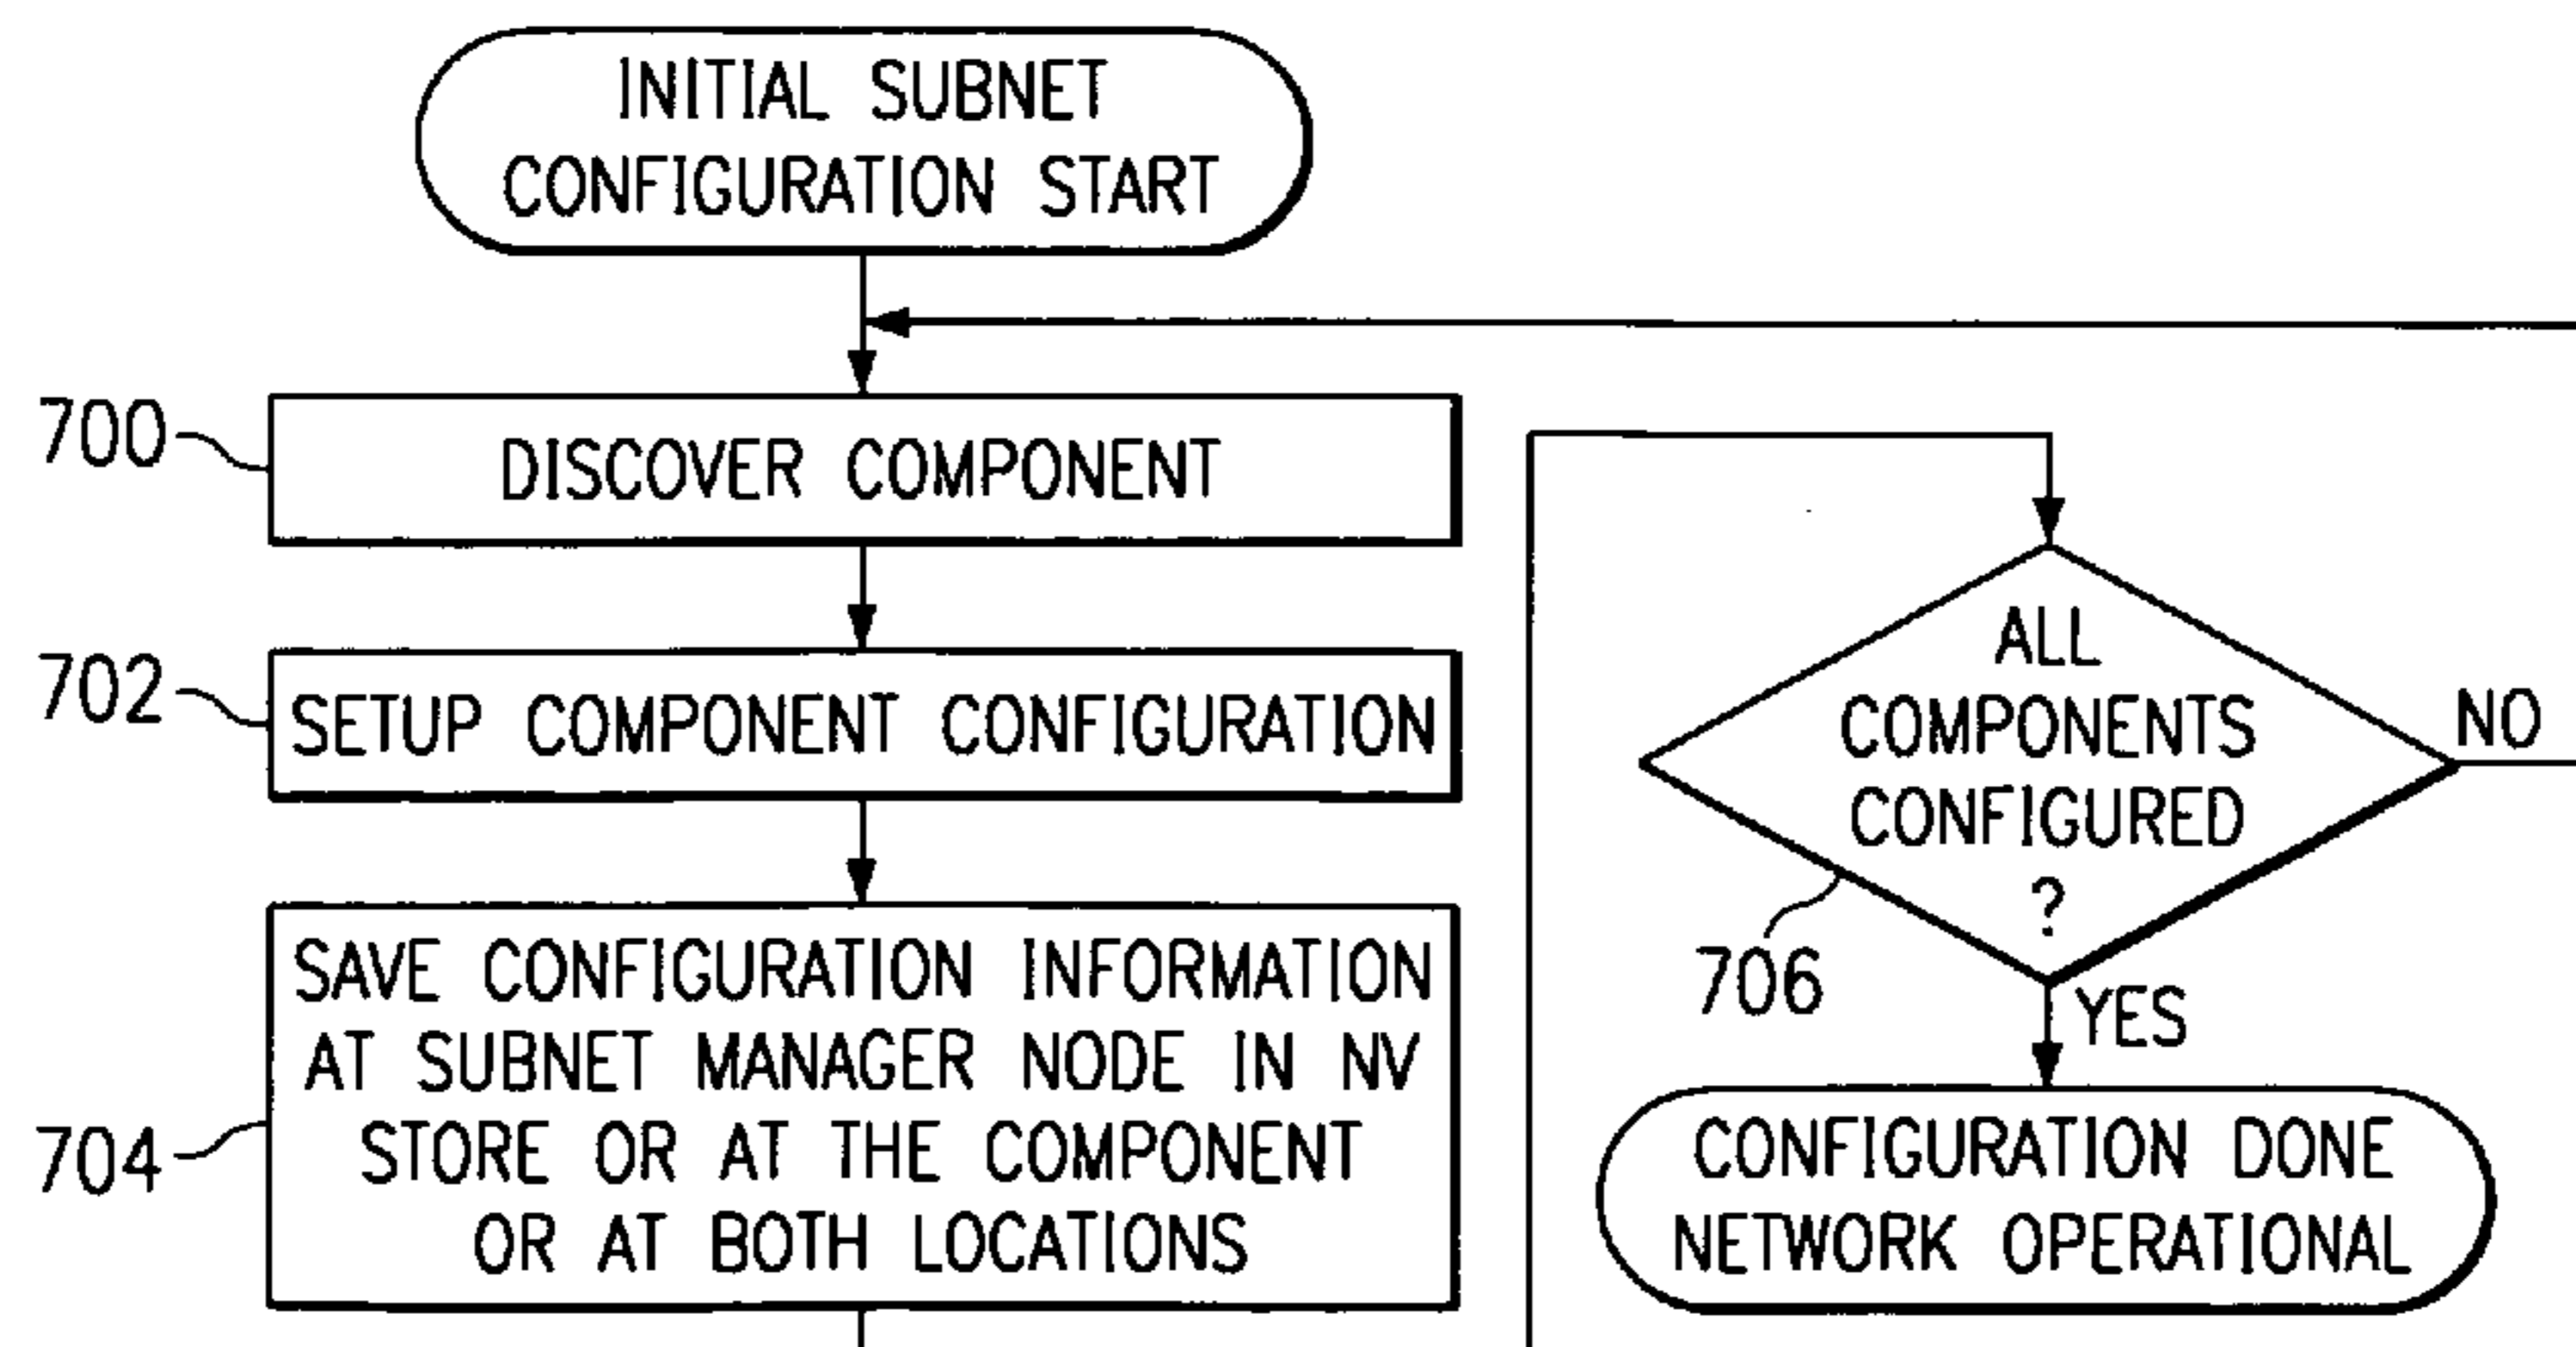 INITIAL SUBNET
CONFIGURATION START
700
DISCOVER COMPONENT
702
SETUP COMPONENT CONFIGURATION
704
SAVE CONFIGURATION INFORMATION
AT SUBNET MANAGER NODE IN NV
STORE OR AT THE COMPONENT
OR AT BOTH LOCATIONS
ALL
COMPONENTS
CONFIGURED
?
NO
706
YES
CONFIGURATION DONE
NETWORK OPERATIONAL